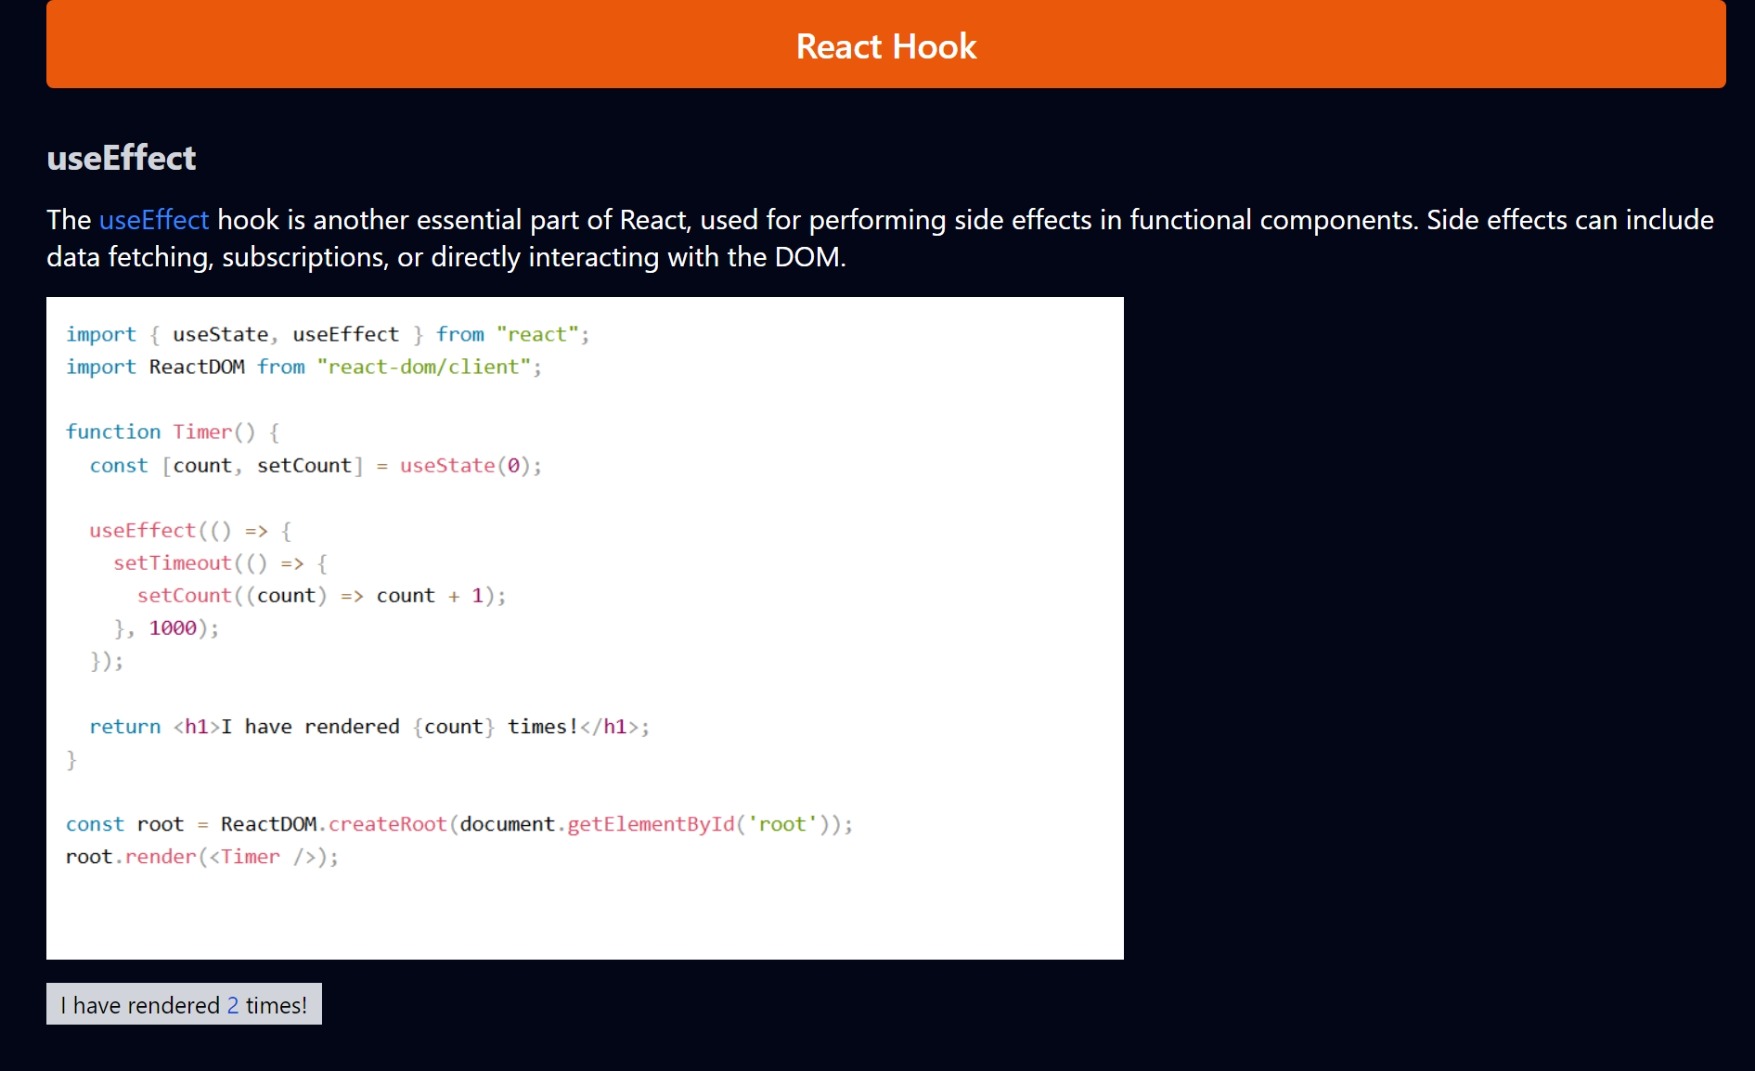 React Hook
useEffect
The useEffect hook is another essential part of React, used for performing side effects in functional components. Side effects can include
data fetching, subscriptions, or directly interacting with the DOM.
import { useState, useEffect } from "react";
import ReactDOM from "react-dom/client";
function Timer() {
  const [count, setCount] = useState(0);
  useEffect(() => {
    setTimeout(() => {
      setCount((count) => count + 1);
    }, 1000);
  });
  return <h1>I have rendered {count} times!</h1>;
}
const root = ReactDOM.createRoot(document.getElementById('root'));
root.render(<Timer />);
I have rendered 2 times!